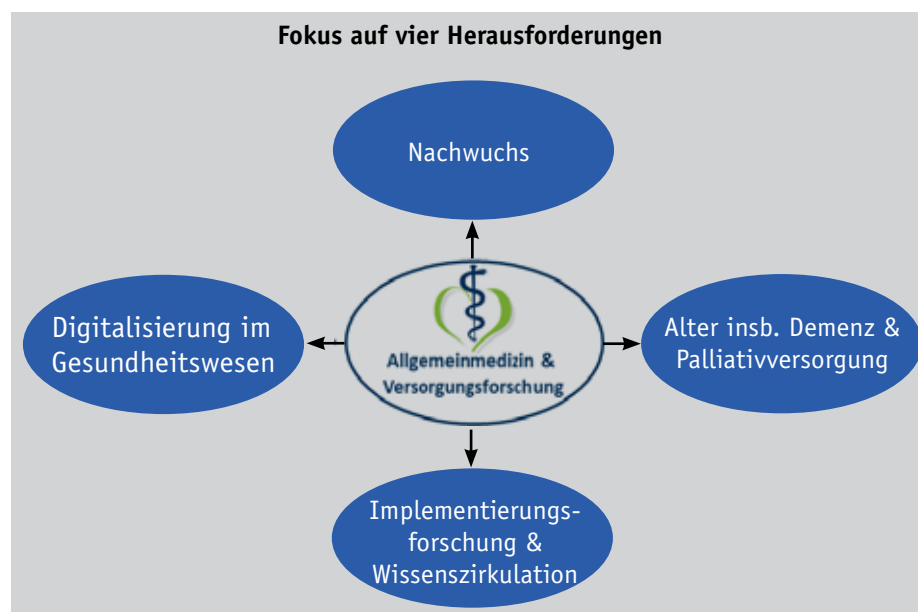 Fokus auf vier Herausforderungen
Nachwuchs
Digitalisierung im
Gesundheitswesen
Allgemeinmedizin &
Versorgungsforschung
Alter insb. Demenz &
Palliativversorgung
Implementierungs-
forschung &
Wissenszirkulation